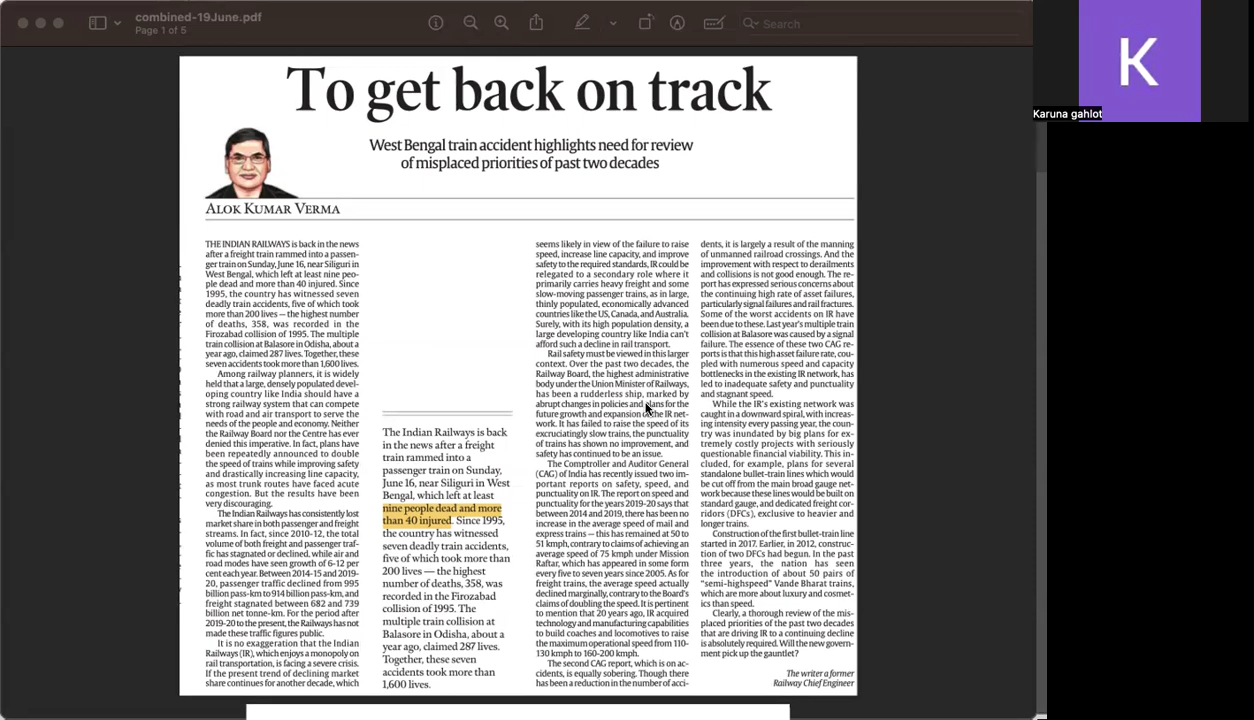 combined-19June.pdf
Page 1 of 5
Search
K
Karuna gahlot
To get back on track
West Bengal train accident highlights need for review
of misplaced priorities of past two decades
ALOK KUMAR VERMA
THE INDIAN RAILWAYS is back in the news
after a freight train rammed into a passen-
ger train on Sunday, June 16, near Siliguri in
West Bengal, which left at least nine peo-
ple dead and more than 40 injured. Since
1995, the country has witnessed seven
deadly train accidents, five of which took
more than 200 lives — the highest number
of deaths, 358, was recorded in the
Firozabad collision of 1995. The multiple
train collision at Balasore in Odisha, about a
year ago, claimed 287 lives. Together, these
seven accidents took more than 1,600 lives.
Among railway planners, it is widely
held that a large, densely populated devel-
oping country like India should have a
strong railway system that can compete
with road and air transport to serve the
needs of the people and economy. Neither
the Railway Board nor the Centre has ever
denied this imperative. In fact, plans have
been repeatedly announced to double
the speed of trains while improving safety
and drastically increasing line capacity,
as most trunk routes have faced acute
congestion. But the results have been
very discouraging.
The Indian Railways has consistently lost
market share in both passenger and freight
streams. In fact, since 2010-12, the total
volume of both freight and passenger traf-
fic has stagnated or declined, while air and
road modes have seen growth of 6-12 per
cent each year. Between 2014-15 and 2019-
20, passenger traffic declined from 995
billion pass-km to 914 billion pass-km, and
freight stagnated between 682 and 739
billion net tonne-km. For the period after
2019-20 to the present, the Railways has not
made these traffic figures public.
It is no exaggeration that the Indian
Railways (IR), which enjoys a monopoly on
rail transportation, is facing a severe crisis.
If the present trend of declining market
share continues for another decade, which
The Indian Railways is back
in the news after a freight
train rammed into a
passenger train on Sunday,
June 16, near Siliguri in West
Bengal, which left at least
nine people dead and more
than 40 injured. Since 1995,
the country has witnessed
seven deadly train accidents,
five of which took more than
200 lives — the highest
number of deaths, 358, was
recorded in the Firozabad
collision of 1995. The
multiple train collision at
Balasore in Odisha, about a
year ago, claimed 287 lives.
Together, these seven
accidents took more than
1,600 lives.
seems likely in view of the failure to raise
speed, increase line capacity, and improve
safety to the required standards, IR could be
relegated to a secondary role where it
primarily carries heavy freight and some
slow-moving passenger trains, as in large,
thinly populated, economically advanced
countries like the US, Canada, and Australia.
Surely, with its high population density, a
large developing country like India can't
afford such a decline in rail transport.
Rail safety must be viewed in this larger
context. Over the past two decades, the
Railway Board, the highest administrative
body under the Union Minister of Railways,
has been a rudderless ship, marked by
abrupt changes in policies and plans for the
future growth and expansion of the IR net-
work. It has failed to raise the speed of its
excruciatingly slow trains, the punctuality
of trains has shown no improvement, and
safety has continued to be an issue.
The Comptroller and Auditor General
(CAG) of India has recently issued two im-
portant reports on safety, speed, and
punctuality on IR. The report on speed and
punctuality for the years 2019-20 says that
between 2014 and 2019, there has been no
increase in the average speed of mail and
express trains — this has remained at 50 to
51 kmph, contrary to claims of achieving an
average speed of 75 kmph under Mission
Raftar, which has appeared in some form
every five to seven years since 2005. As for
freight trains, the average speed actually
declined marginally, contrary to the Board's
claims of doubling the speed. It is pertinent
to mention that 20 years ago, IR acquired
technology and manufacturing capabilities
to build coaches and locomotives to raise
the maximum operational speed from 110-
130 kmph to 160-200 kmph.
The second CAG report, which is on ac-
cidents, is equally sobering. Though there
has been a reduction in the number of acci-
dents, it is largely a result of the manning
of unmanned railroad crossings. And the
improvement with respect to derailments
and collisions is not good enough. The re-
port has expressed serious concerns about
the continuing high rate of asset failures,
particularly signal failures and rail fractures.
Some of the worst accidents on IR have
been due to these. Last year's multiple train
collision at Balasore was caused by a signal
failure. The essence of these two CAG re-
ports is that this high asset failure rate, cou-
pled with numerous speed and capacity
bottlenecks in the existing IR network, has
led to inadequate safety and punctuality
and stagnant speed.
While the IR's existing network was
caught in a downward spiral, with increas-
ing intensity every passing year, the coun-
try was inundated by big plans for ex-
tremely costly projects with seriously
questionable financial viability. This in-
cluded, for example, plans for several
standalone bullet-train lines which would
be cut off from the main broad gauge net-
work because these lines would be built on
standard gauge, and dedicated freight cor-
ridors (DFCs), exclusive to heavier and
longer trains.
Construction of the first bullet-train line
started in 2017. Earlier, in 2012, construc-
tion of two DFCs had begun. In the past
three years, the nation has seen
the introduction of about 50 pairs of
"semi-highspeed" Vande Bharat trains,
which are more about luxury and cosmet-
ics than speed.
Clearly, a thorough review of the mis-
placed priorities of the past two decades
that are driving IR to a continuing decline
is absolutely required. Will the new govern-
ment pick up the gauntlet?
The writer a former
Railway Chief Engineer